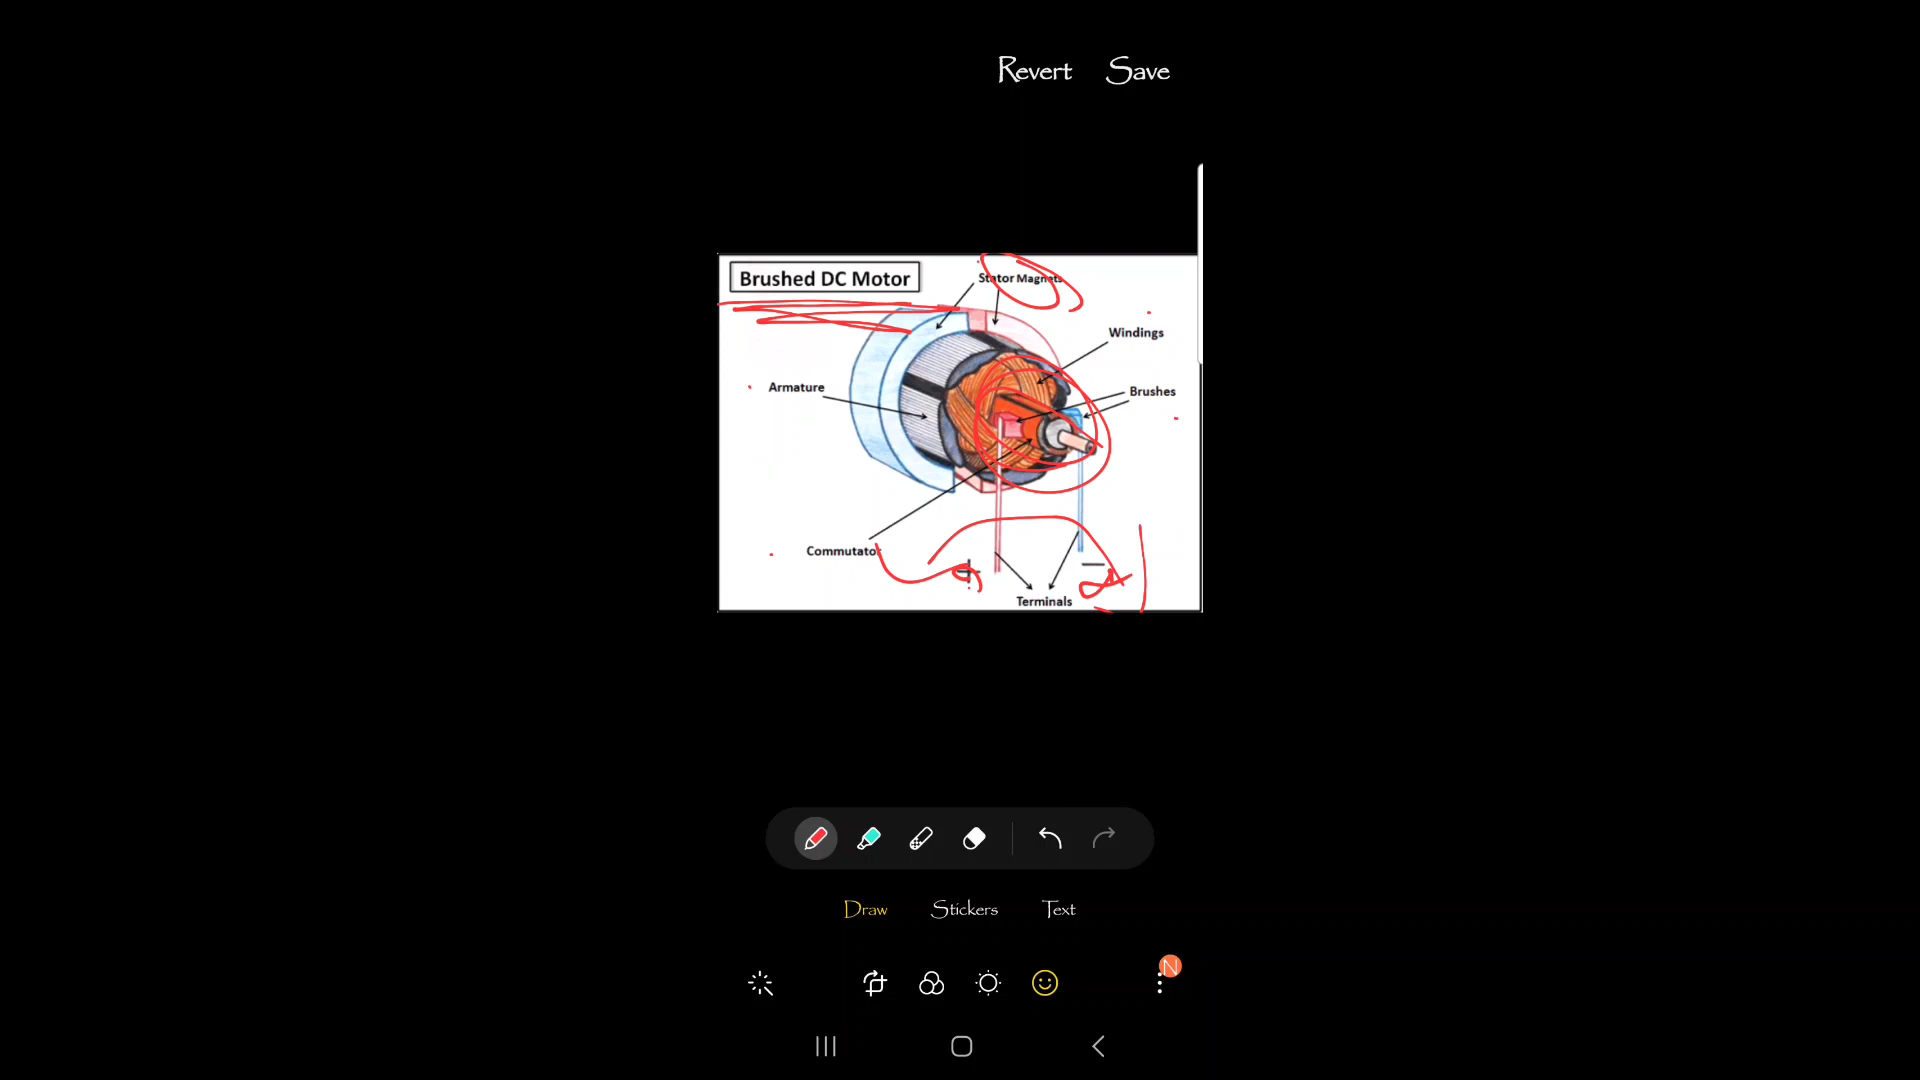 Revert Save
Brushed DC Motor
Stator Magnets
Windings
Armature
Brushes
Commutator
+
−
Terminals
Draw Stickers Text
N